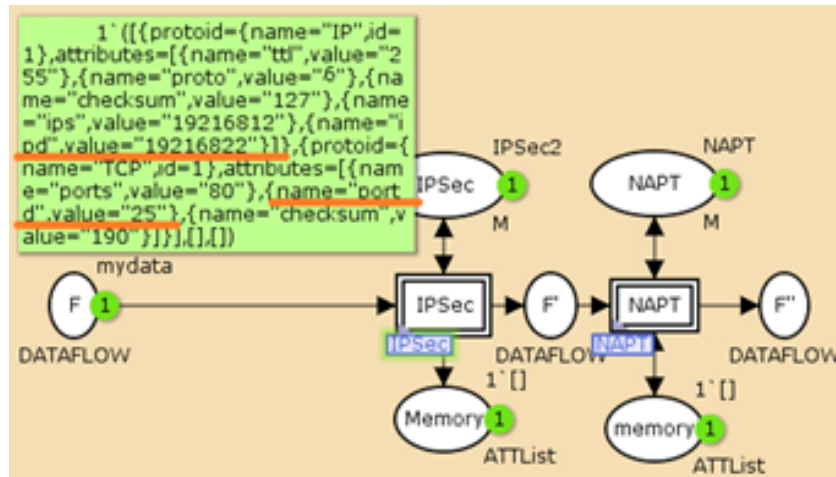 1`([{protoid={name="IP",id=
1},attributes=[{name="ttl",value="2
55"},{name="proto",value="6"},{na
me="checksum",value="127"},{name
="ips",value="19216812"},{name="i
pd",value="19216822"}]},{protoid={
name="TCP",id=1},attributes=[{nam
e="ports",value="80"},{name="port
d",value="25"},{name="checksum",v
alue="190"}]}],[],[])
mydata
IPSec2
IPSec
1
M
NAPT
NAPT
1
M
F
1
DATAFLOW
IPSec
IPSec
F'
DATAFLOW
NAPT
NAPT
F''
DATAFLOW
1`[]
Memory
1
ATTList
1`[]
memory
1
ATTList